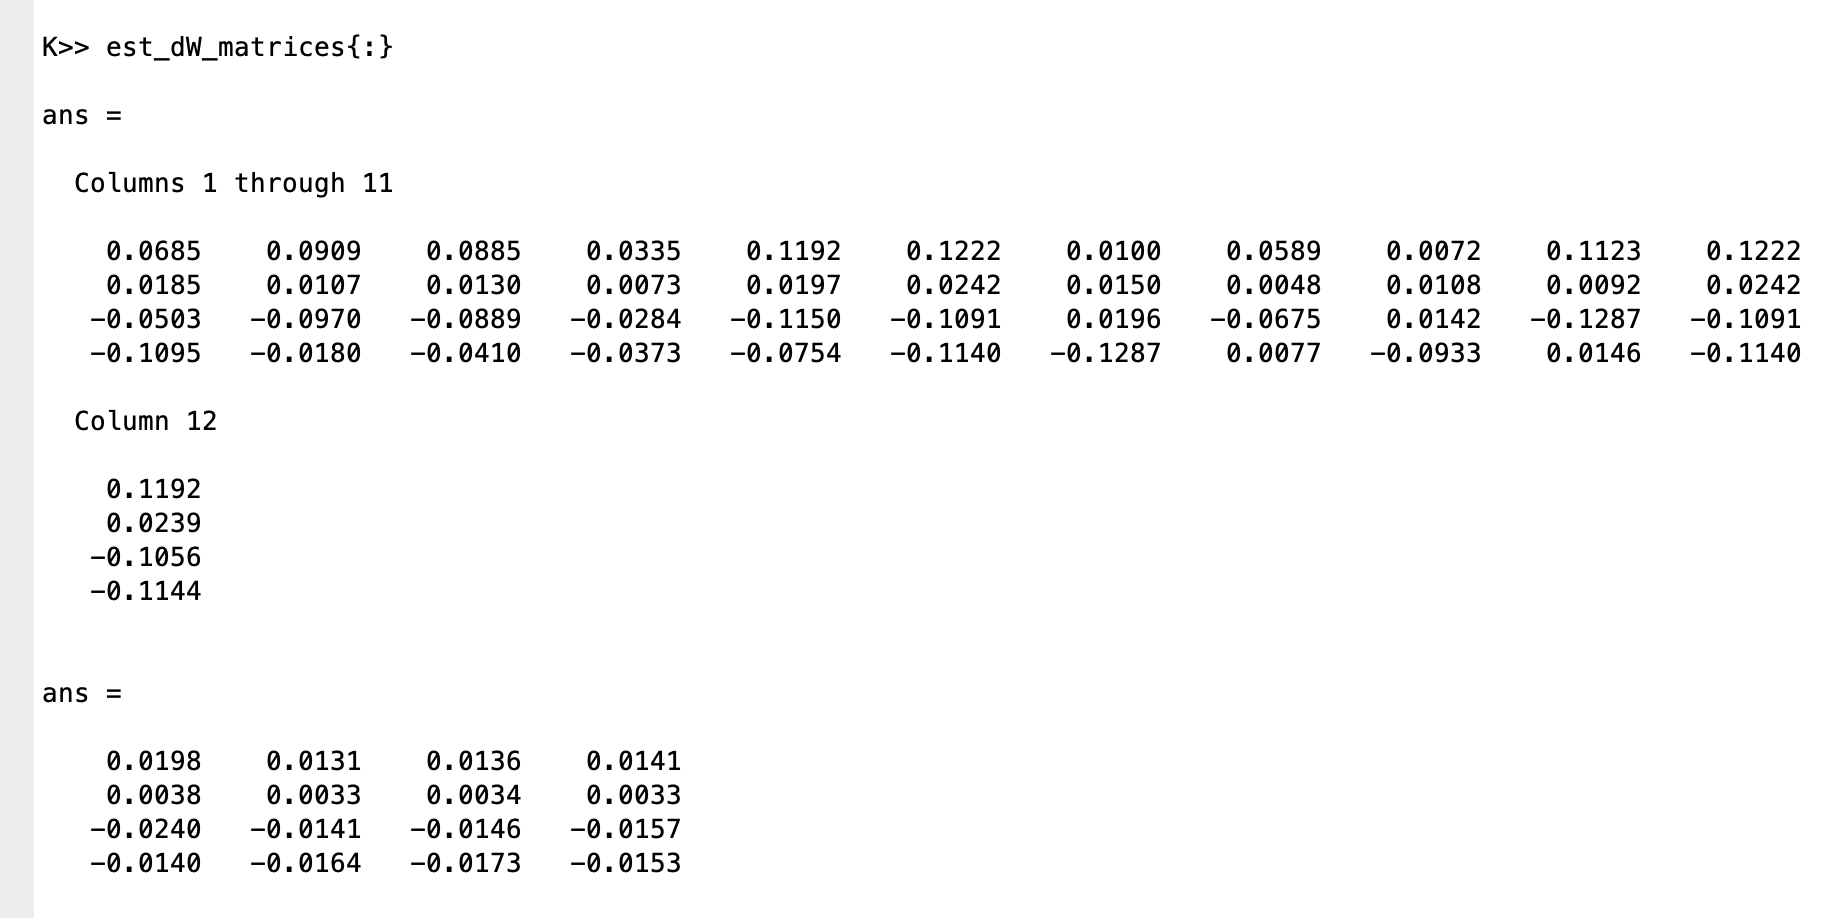 K>> est_dW_matrices{:}
ans =
Columns 1 through 11
0.0685 0.0909 0.0885 0.0335 0.1192 0.1222 0.0100 0.0589 0.0072 0.1123 0.1222
0.0185 0.0107 0.0130 0.0073 0.0197 0.0242 0.0150 0.0048 0.0108 0.0092 0.0242
-0.0503 -0.0970 -0.0889 -0.0284 -0.1150 -0.1091 0.0196 -0.0675 0.0142 -0.1287 -0.1091
-0.1095 -0.0180 -0.0410 -0.0373 -0.0754 -0.1140 -0.1287 0.0077 -0.0933 0.0146 -0.1140
Column 12
0.1192
0.0239
-0.1056
-0.1144
ans =
0.0198 0.0131 0.0136 0.0141
0.0038 0.0033 0.0034 0.0033
-0.0240 -0.0141 -0.0146 -0.0157
-0.0140 -0.0164 -0.0173 -0.0153